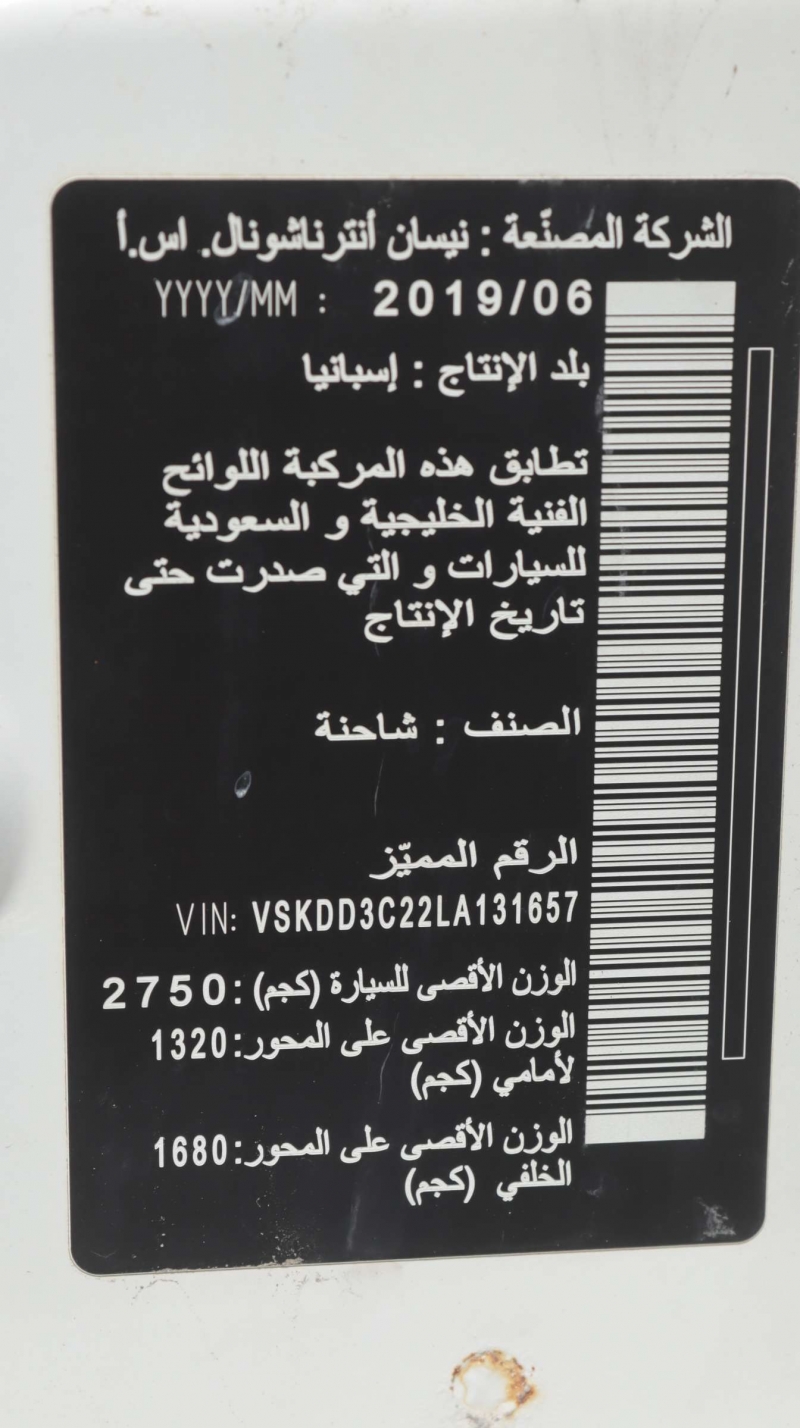 الشركة المصنّعة : نيسان أنترناشونال. اس.أ
YYYY/MM : 2019/06
بلد الإنتاج : إسبانيا
تطابق هذه المركبة اللوائح
الفنية الخليجية و السعودية
للسيارات و التي صدرت حتى
تاريخ الإنتاج
الصنف : شاحنة
الرقم المميّز
VIN: VSKDD3C22LA131657
الوزن الأقصى للسيارة (كجم):2750
الوزن الأقصى على المحور:1320
لأمامي (كجم)
الوزن الأقصى على المحور:1680
الخلفي (كجم)